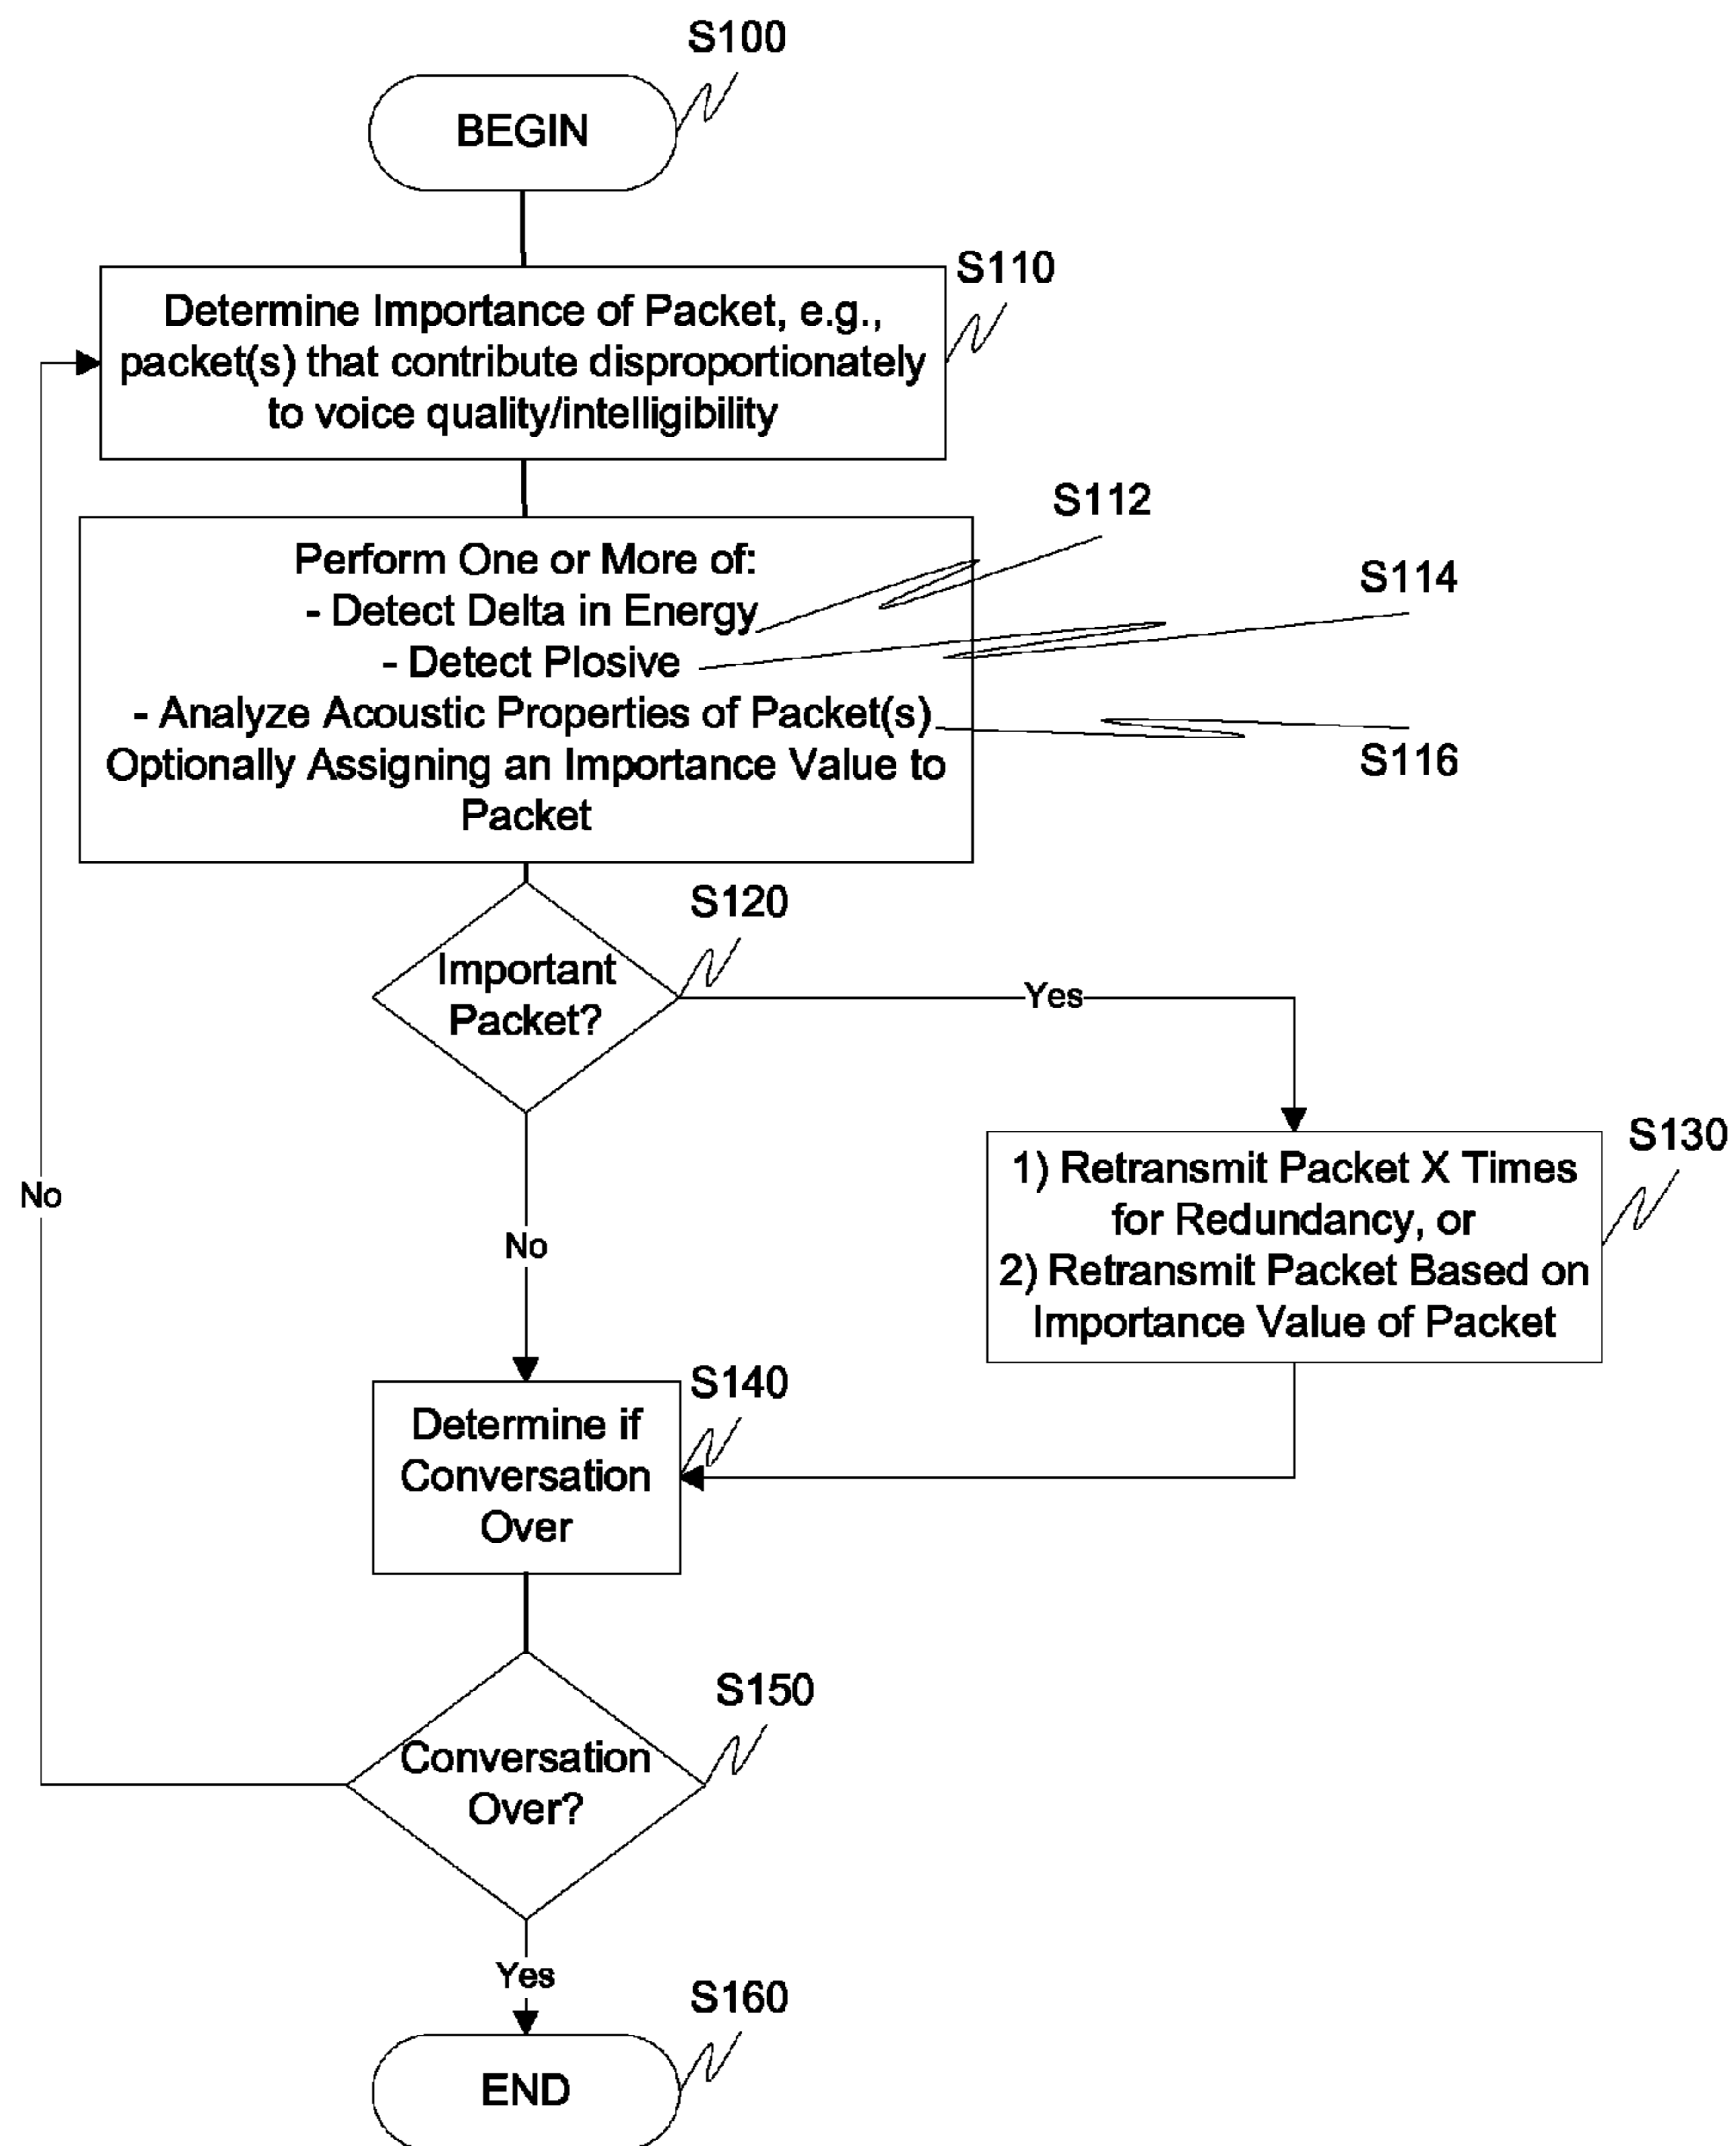 S100
BEGIN
S110
Determine Importance of Packet, e.g.,
packet(s) that contribute disproportionately
to voice quality/intelligibility
S112
Perform One or More of:
- Detect Delta in Energy
S114
- Detect Plosive
- Analyze Acoustic Properties of Packet(s)
S116
Optionally Assigning an Importance Value to
Packet
S120
Important
Packet?
Yes
S130
1) Retransmit Packet X Times
for Redundancy, or
2) Retransmit Packet Based on
Importance Value of Packet
No
No
S140
Determine if
Conversation
Over
S150
Conversation
Over?
Yes
S160
END